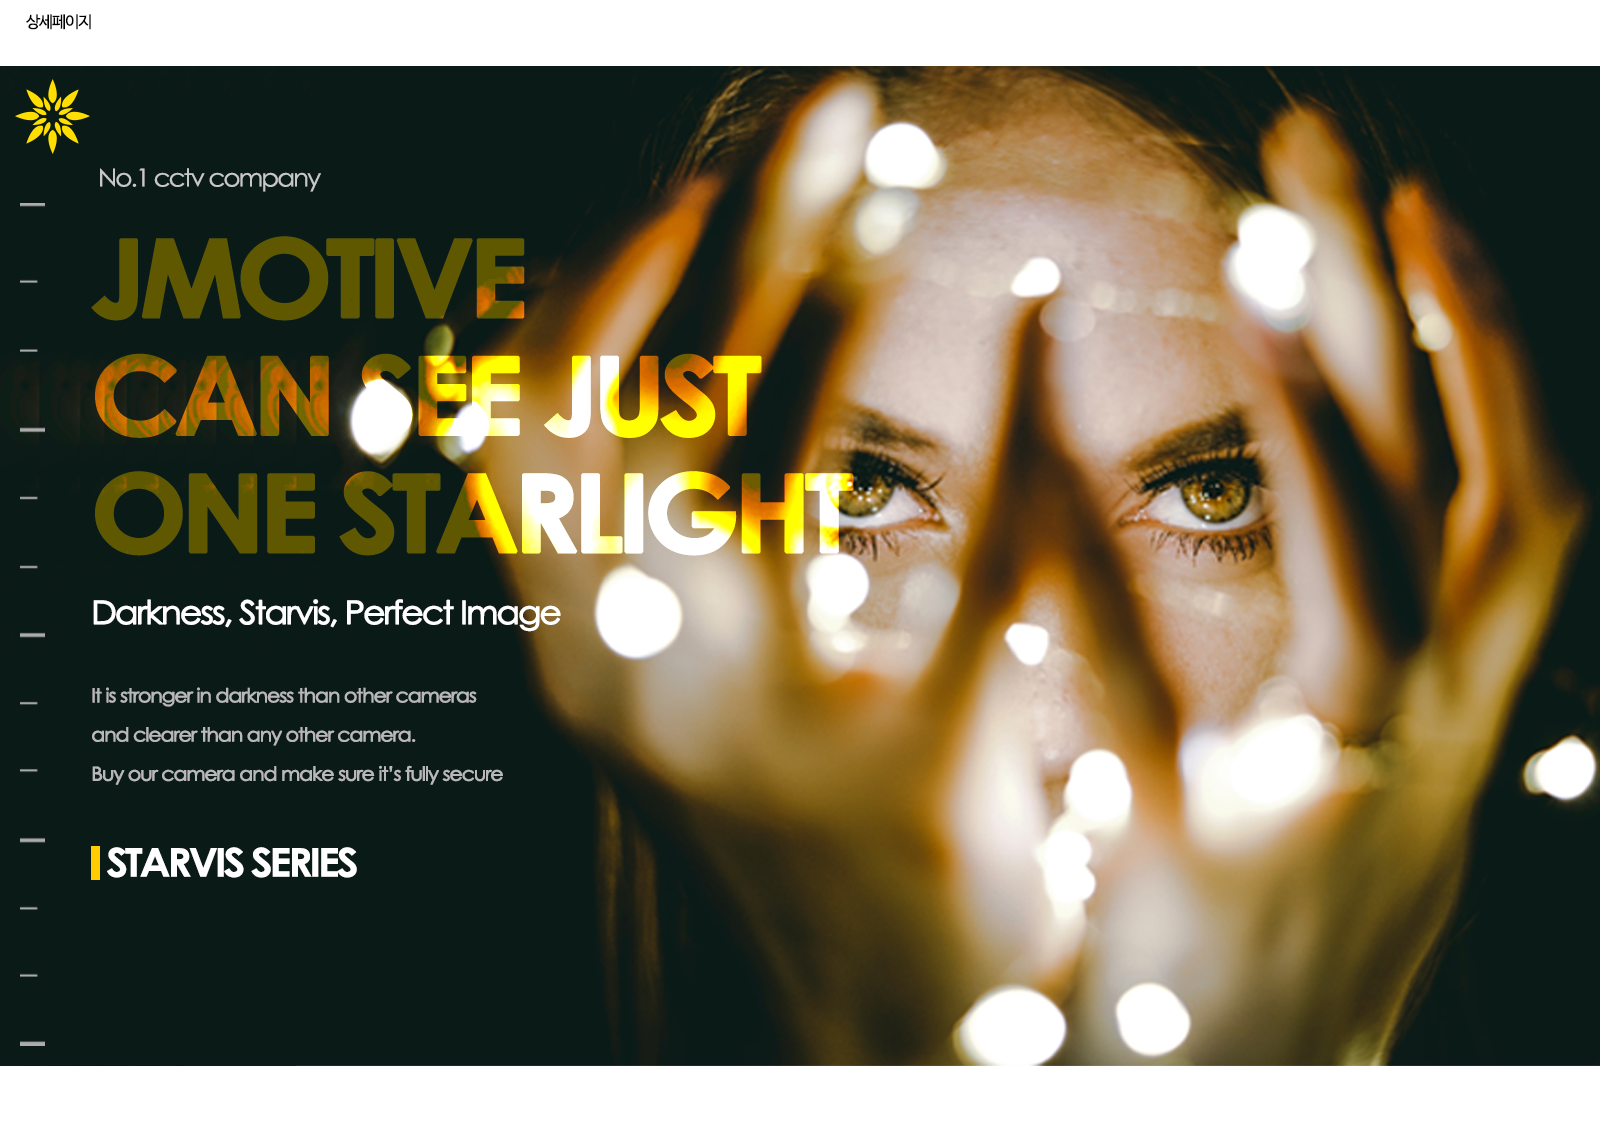 상세페이지
No.1 cctv company
JMOTIVE
CAN SEE JUST
ONE STARLIGHT
Darkness, Starvis, Perfect Image
It is stronger in darkness than other cameras
and clearer than any other camera.
Buy our camera and make sure it's fully secure
STARVIS SERIES